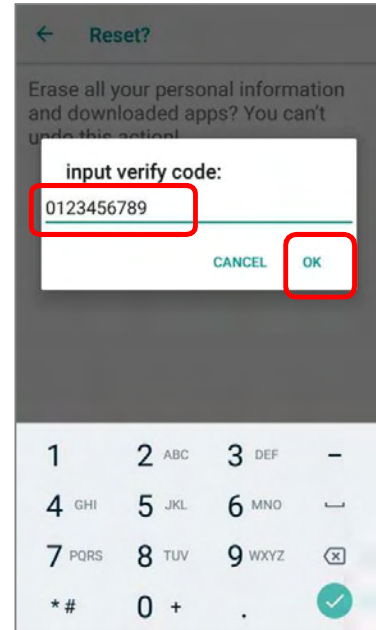 ← Reset?
Erase all your personal information
and downloaded apps? You can't
undo this action!
input verify code:
0123456789
CANCEL OK
1 2 ABC 3 DEF –
4 GHI 5 JKL 6 MNO
7 PQRS 8 TUV 9 WXYZ
* # 0 + .